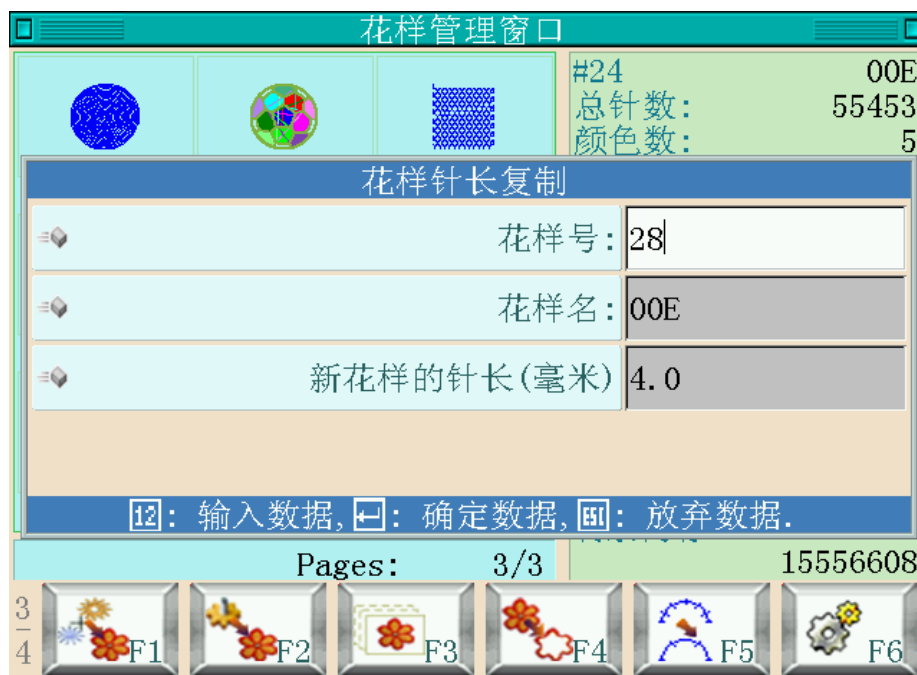 花样管理窗口
#24 00E
总针数: 55453
颜色数: 5
花样针长复制
花样号: 28
花样名: 00E
新花样的针长(毫米) 4.0
12: 输入数据, ↵: 确定数据, ESC: 放弃数据.
Pages: 3/3
15556608
3/4
F1 F2 F3 F4 F5 F6